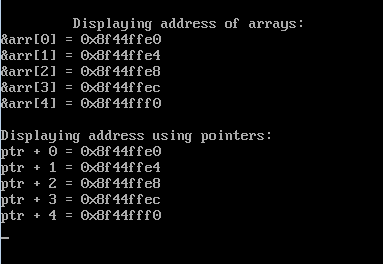 Displaying address of arrays:
&arr[0] = 0x8f44ffe0
&arr[1] = 0x8f44ffe4
&arr[2] = 0x8f44ffe8
&arr[3] = 0x8f44ffec
&arr[4] = 0x8f44fff0
Displaying address using pointers:
ptr + 0 = 0x8f44ffe0
ptr + 1 = 0x8f44ffe4
ptr + 2 = 0x8f44ffe8
ptr + 3 = 0x8f44ffec
ptr + 4 = 0x8f44fff0